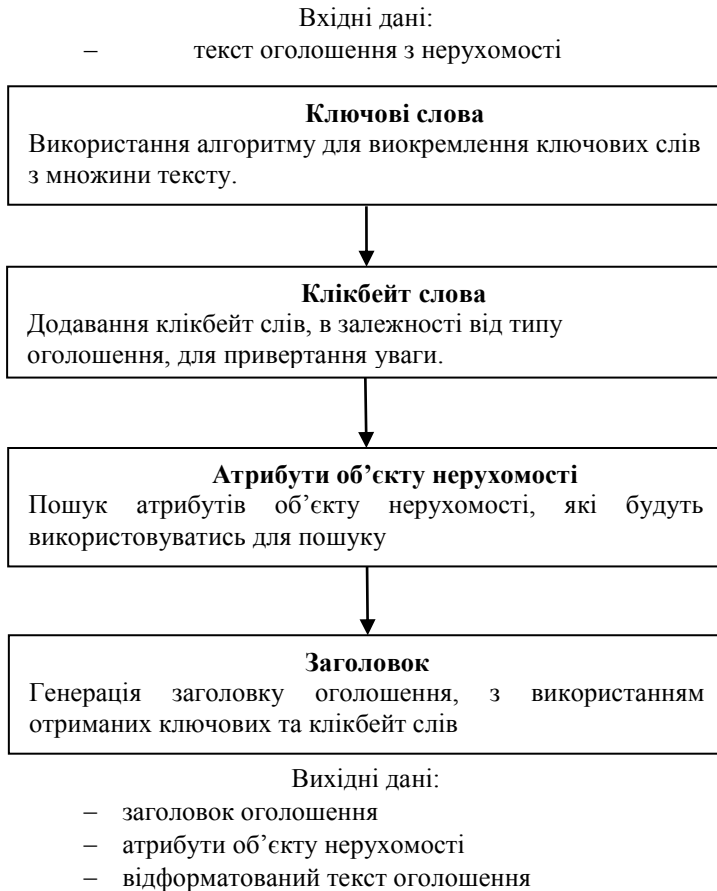 Вхідні дані:
– текст оголошення з нерухомості
Ключові слова
Використання алгоритму для виокремлення ключових слів
з множини тексту.
Клікбейт слова
Додавання клікбейт слів, в залежності від типу
оголошення, для привертання уваги.
Атрибути об’єкту нерухомості
Пошук атрибутів об’єкту нерухомості, які будуть
використовуватись для пошуку
Заголовок
Генерація заголовку оголошення, з використанням
отриманих ключових та клікбейт слів
Вихідні дані:
– заголовок оголошення
– атрибути об’єкту нерухомості
– відформатований текст оголошення